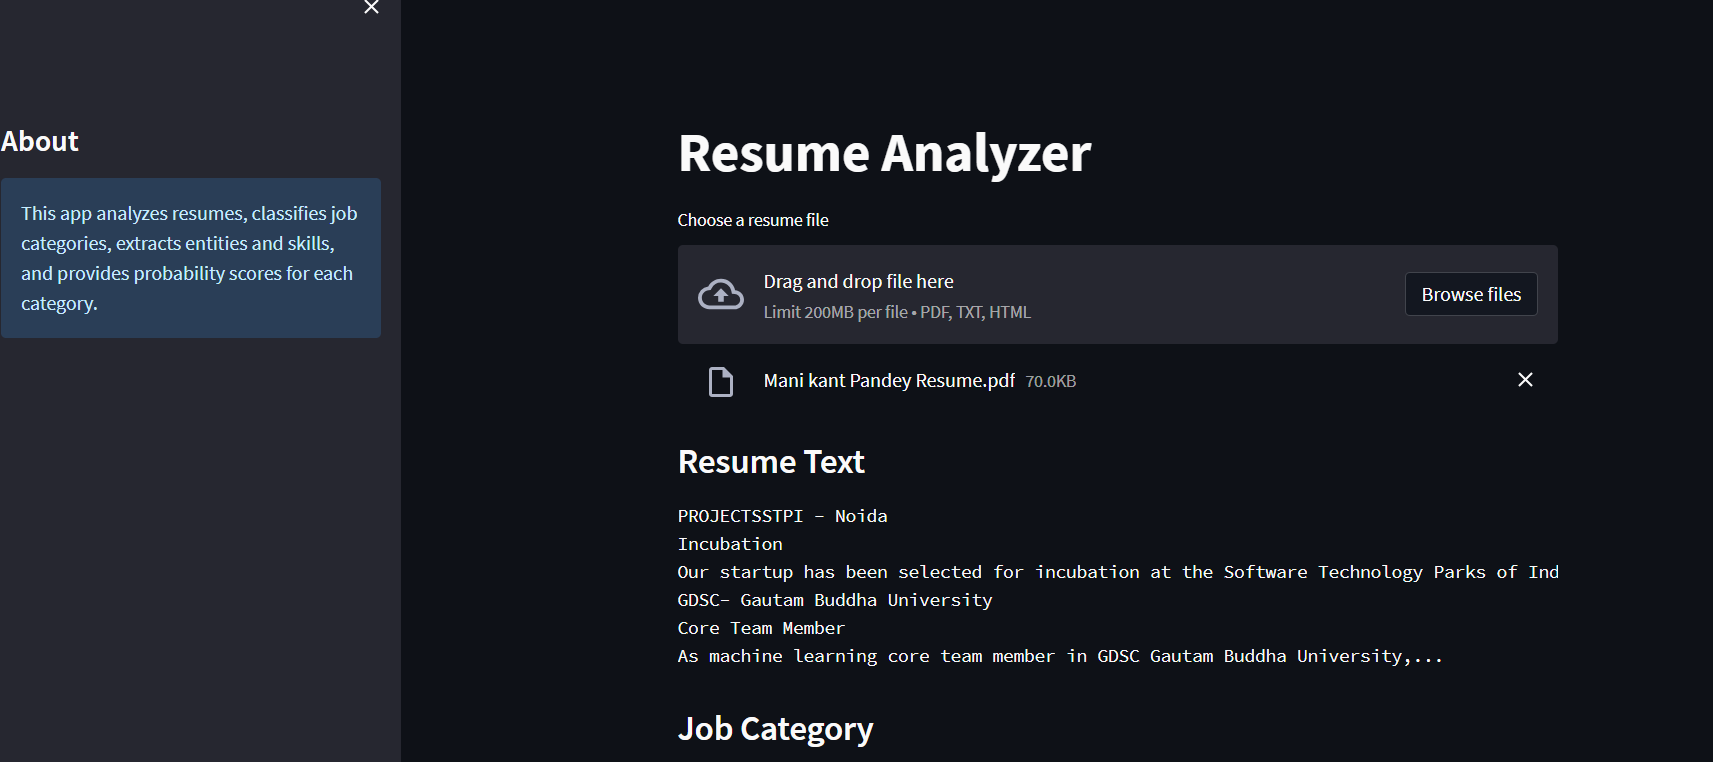 About
This app analyzes resumes, classifies job
categories, extracts entities and skills,
and provides probability scores for each
category.
Resume Analyzer
Choose a resume file
Drag and drop file here
Limit 200MB per file • PDF, TXT, HTML
Browse files
Mani kant Pandey Resume.pdf 70.0KB
Resume Text
PROJECTSSTPI – Noida
Incubation
Our startup has been selected for incubation at the Software Technology Parks of Ind
GDSC– Gautam Buddha University
Core Team Member
As machine learning core team member in GDSC Gautam Buddha University,...
Job Category